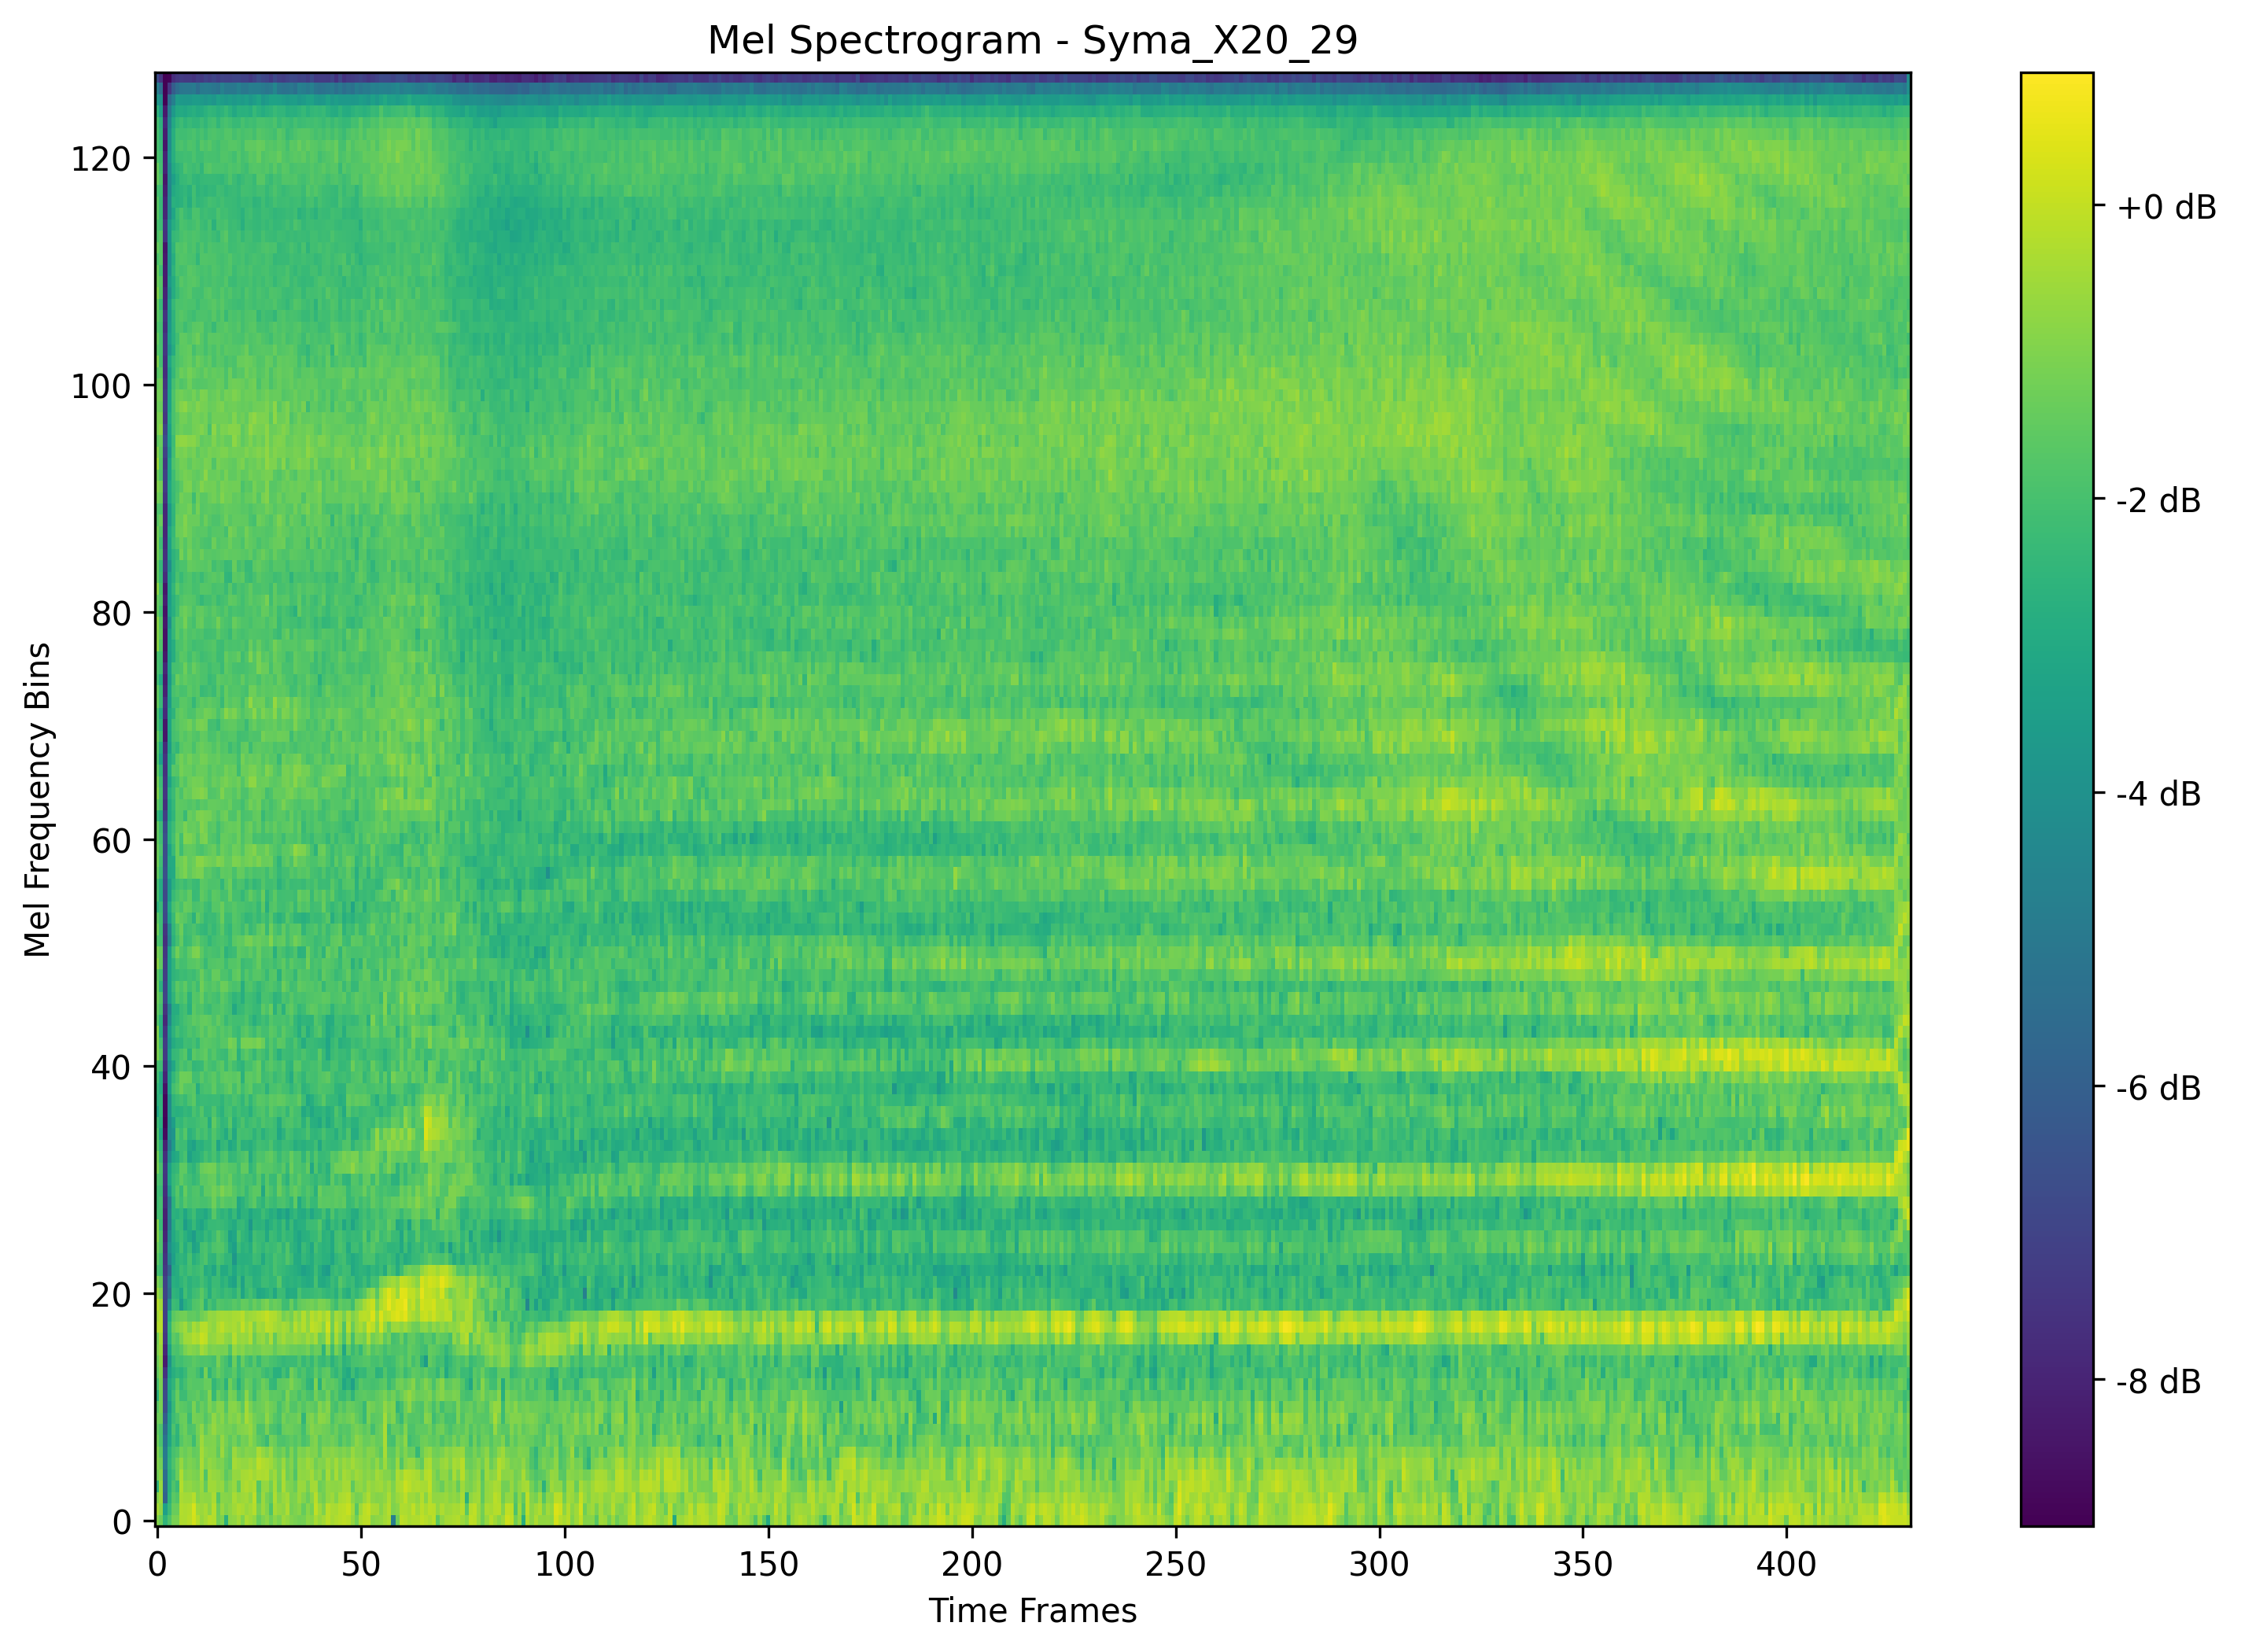 Mel Spectrogram - Syma_X20_29
Mel Frequency Bins
120
100
80
60
40
20
0
0 50 100 150 200 250 300 350 400
Time Frames
+0 dB
-2 dB
-4 dB
-6 dB
-8 dB